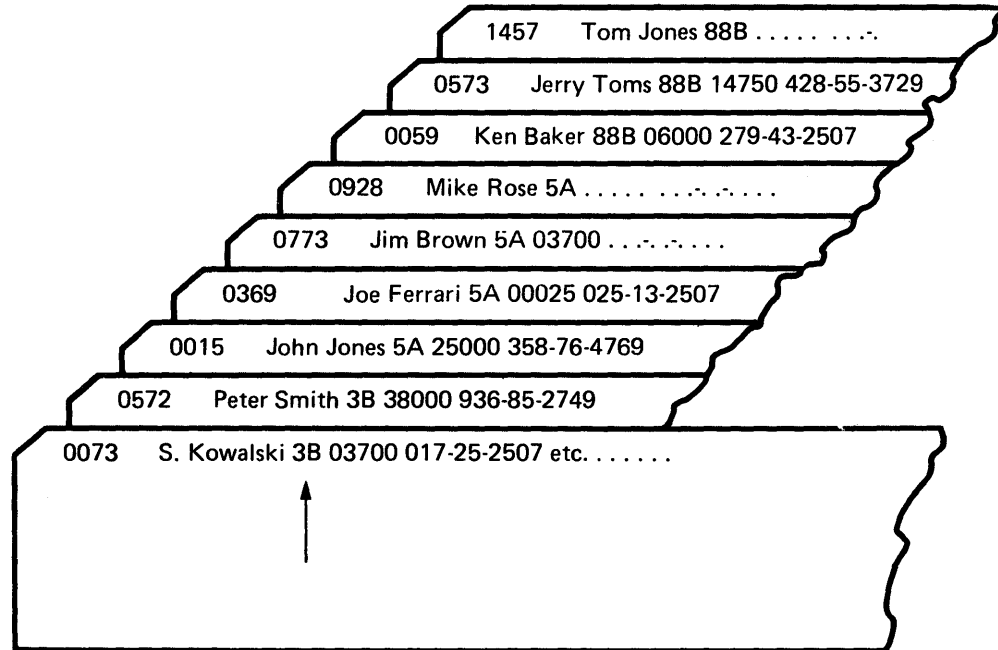 1457 Tom Jones 88B . . . . . . . .-.
0573 Jerry Toms 88B 14750 428-55-3729
0059 Ken Baker 88B 06000 279-43-2507
0928 Mike Rose 5A . . . . . . . .-. .-. . . .
0773 Jim Brown 5A 03700 . . .-. .-. . . .
0369 Joe Ferrari 5A 00025 025-13-2507
0015 John Jones 5A 25000 358-76-4769
0572 Peter Smith 3B 38000 936-85-2749
0073 S. Kowalski 3B 03700 017-25-2507 etc. . . . . . .